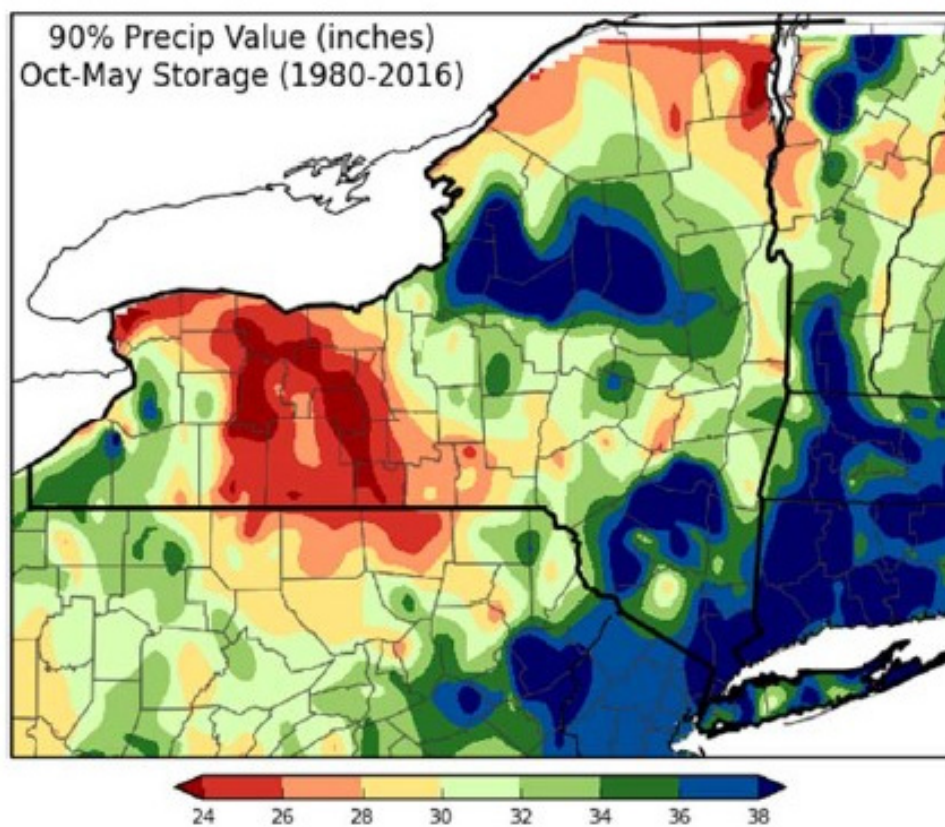 90% Precip Value (inches)
Oct-May Storage (1980-2016)
24 26 28 30 32 34 36 38